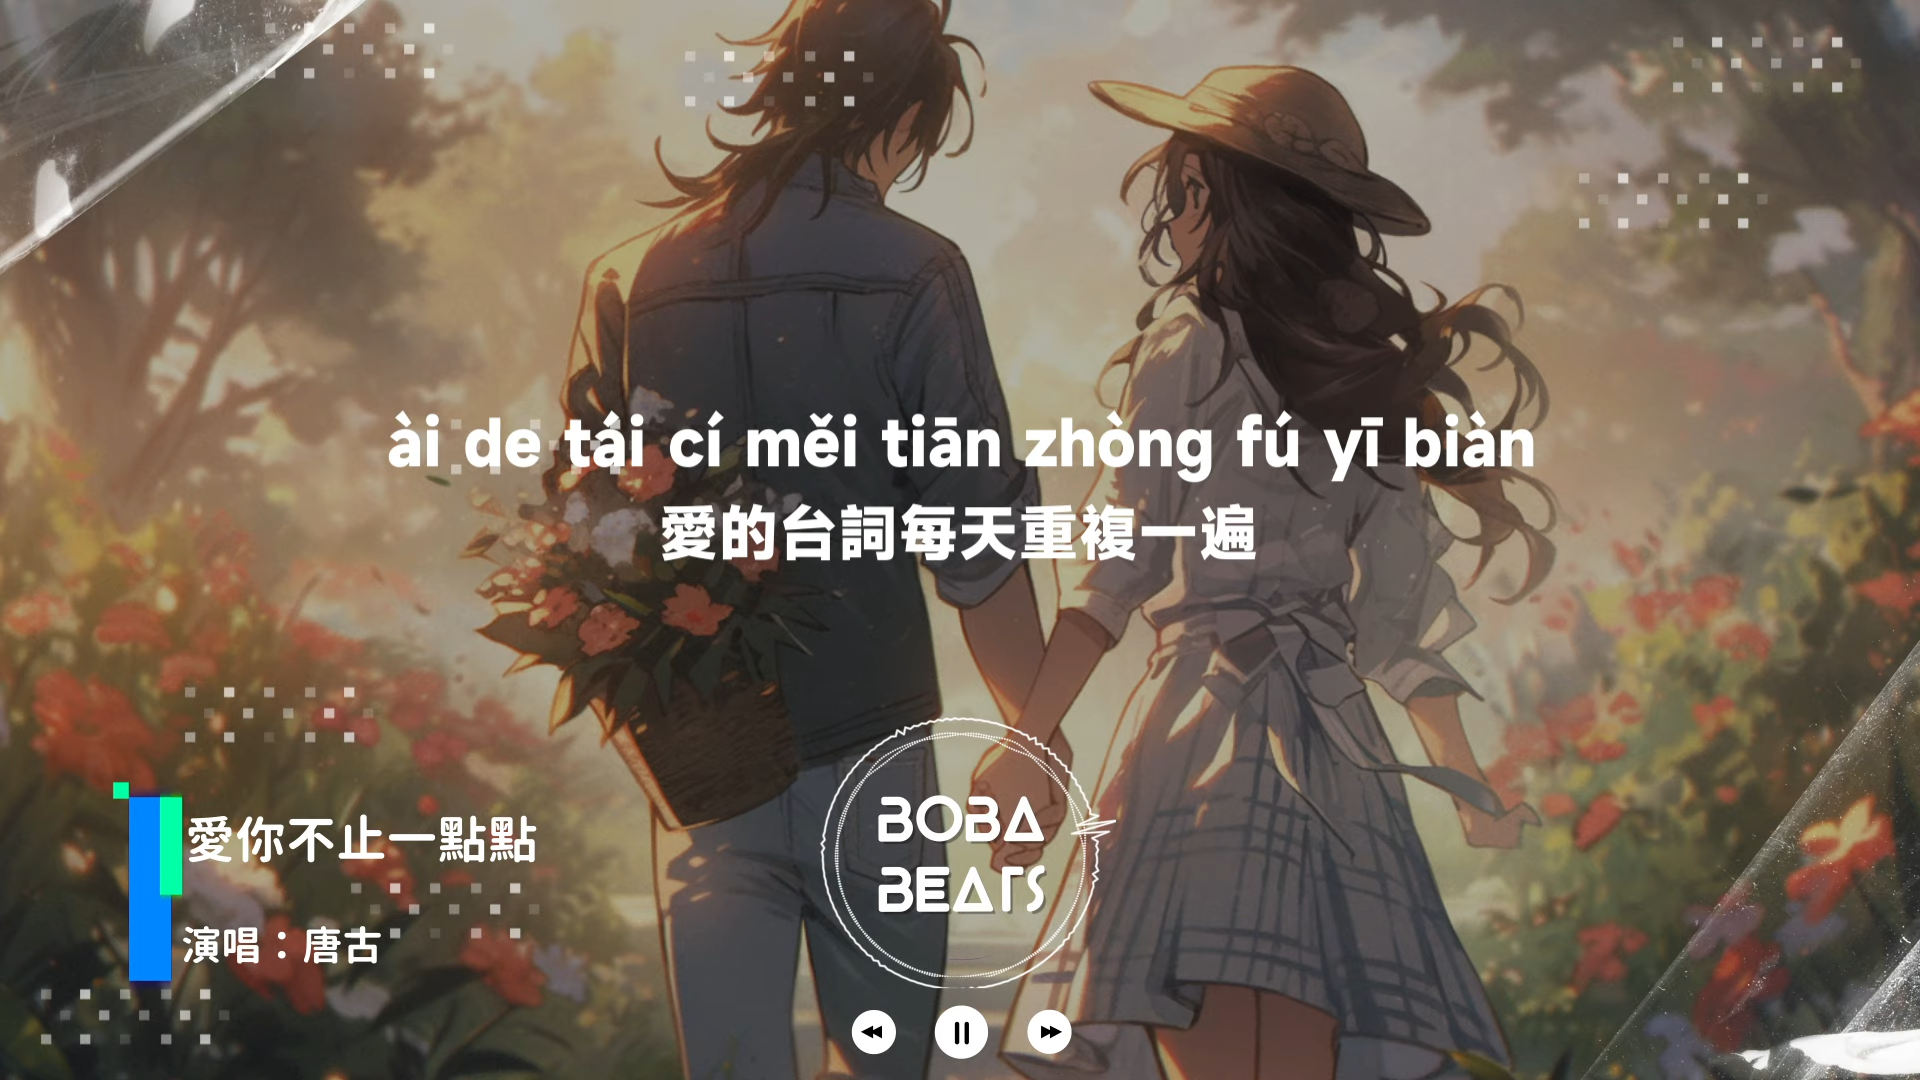 ài de tái cí měi tiān zhòng fú yī biàn
愛的台詞每天重複一遍
愛你不止一點點
演唱：唐古
BOBA
BEATS